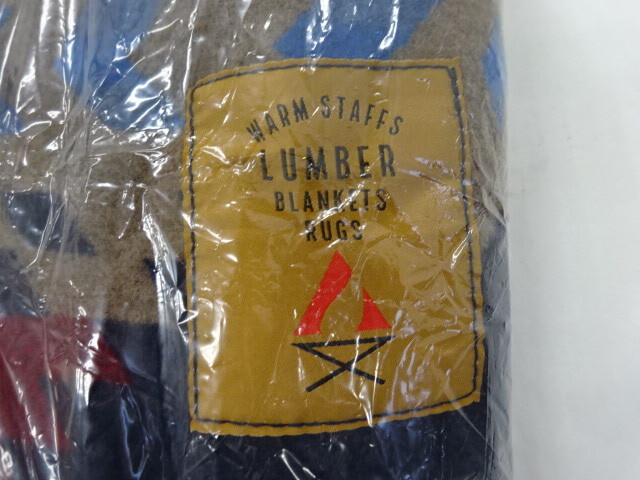 WARM STAFFS
LUMBER
BLANKETS
RUGS